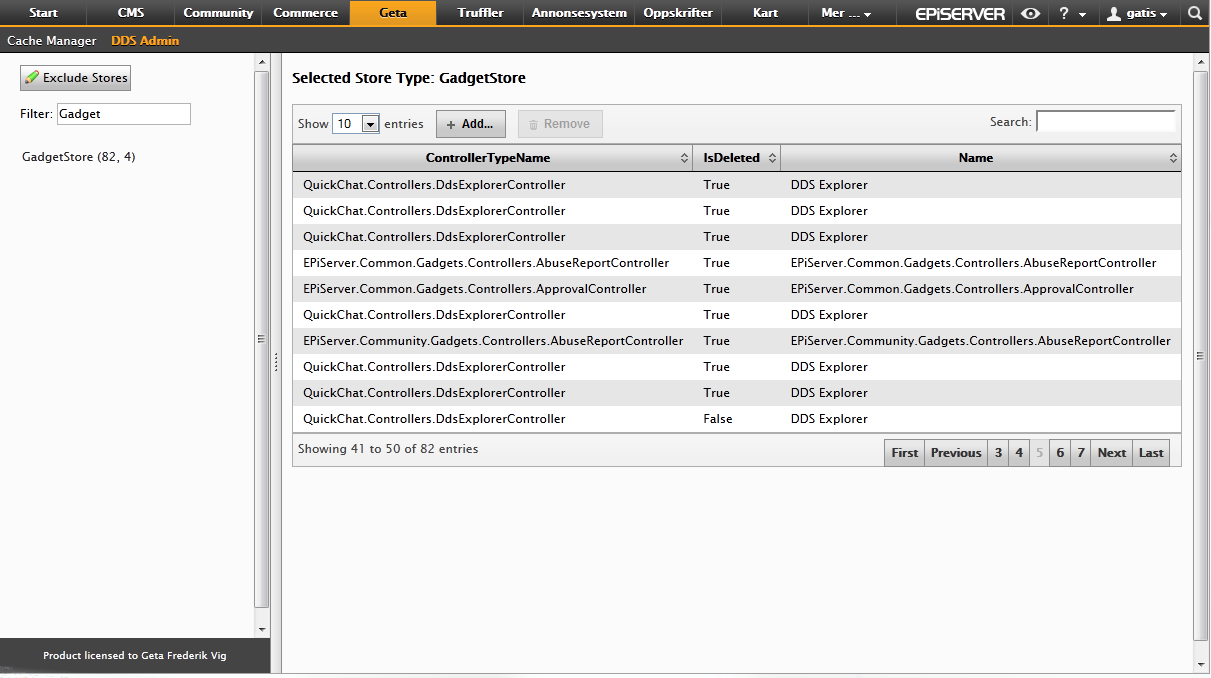 Start CMS Community Commerce Geta Truffler Annonsesystem Oppskrifter Kart Mer ... EPiSERVER ? gatis
Cache Manager DDS Admin
Exclude Stores
Filter: Gadget
GadgetStore (82, 4)
Product licensed to Geta Frederik Vig
Selected Store Type: GadgetStore
Show 10 entries + Add... Remove Search:
ControllerTypeName IsDeleted Name
QuickChat.Controllers.DdsExplorerController True DDS Explorer
QuickChat.Controllers.DdsExplorerController True DDS Explorer
QuickChat.Controllers.DdsExplorerController True DDS Explorer
EPiServer.Common.Gadgets.Controllers.AbuseReportController True EPiServer.Common.Gadgets.Controllers.AbuseReportController
EPiServer.Common.Gadgets.Controllers.ApprovalController True EPiServer.Common.Gadgets.Controllers.ApprovalController
QuickChat.Controllers.DdsExplorerController True DDS Explorer
EPiServer.Community.Gadgets.Controllers.AbuseReportController True EPiServer.Community.Gadgets.Controllers.AbuseReportController
QuickChat.Controllers.DdsExplorerController True DDS Explorer
QuickChat.Controllers.DdsExplorerController True DDS Explorer
QuickChat.Controllers.DdsExplorerController False DDS Explorer
Showing 41 to 50 of 82 entries First Previous 3 4 5 6 7 Next Last